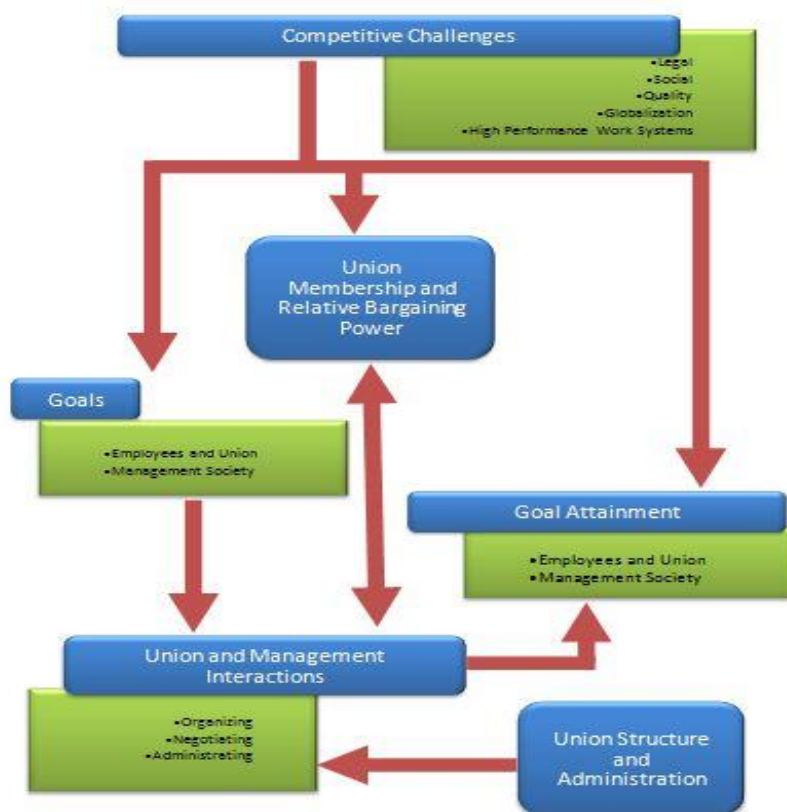 Competitive Challenges
•Legal
•Social
•Quality
•Globalization
•High Performance Work Systems
Union
Membership and
Relative Bargaining
Power
Goals
•Employees and Union
•Management Society
Goal Attainment
•Employees and Union
•Management Society
Union and Management
Interactions
•Organizing
•Negotiating
•Administrating
Union Structure
and
Administration